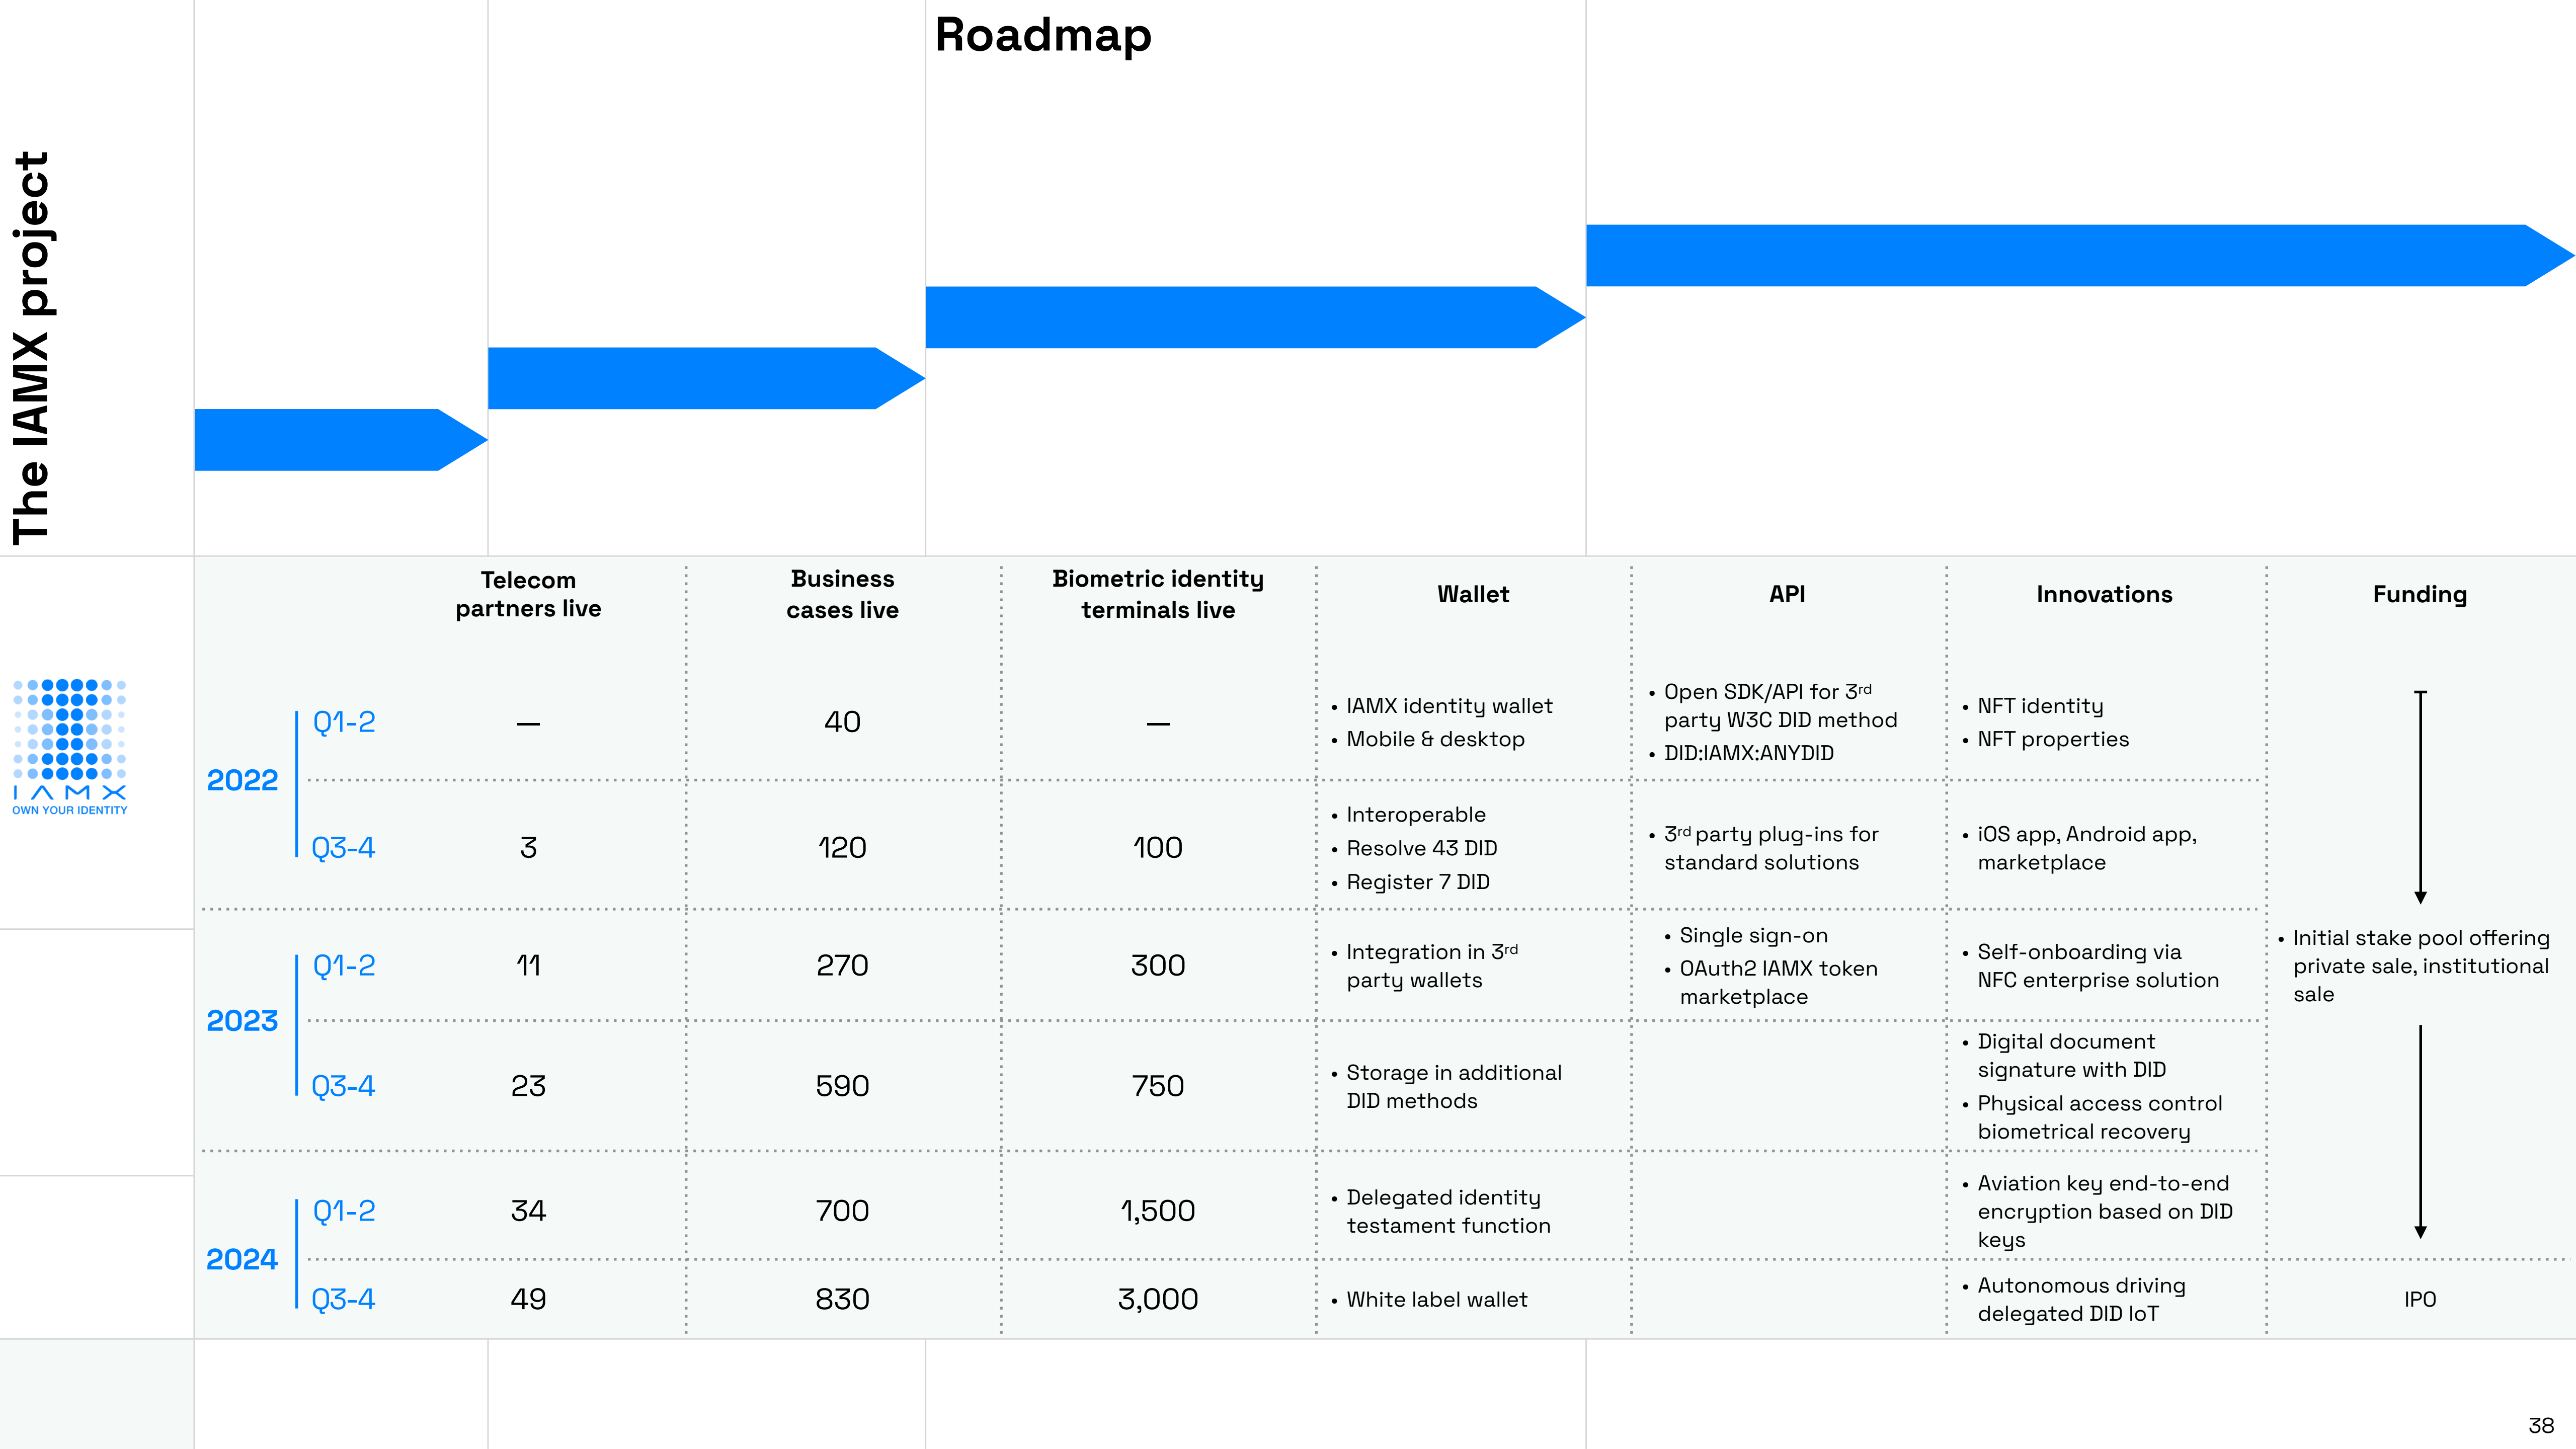 Roadmap
The IAMX project
Telecom
partners live
Business
cases live
Biometric identity
terminals live
Wallet
API
Innovations
Funding
2022
Q1-2
—
40
—
• IAMX identity wallet
• Mobile & desktop
• Open SDK/API for 3rd
party W3C DID method
• DID:IAMX:ANYDID
• NFT identity
• NFT properties
Q3-4
3
120
100
• Interoperable
• Resolve 43 DID
• Register 7 DID
• 3rd party plug-ins for
standard solutions
• iOS app, Android app,
marketplace
2023
Q1-2
11
270
300
• Integration in 3rd
party wallets
• Single sign-on
• OAuth2 IAMX token
marketplace
• Self-onboarding via
NFC enterprise solution
• Initial stake pool offering
private sale, institutional
sale
Q3-4
23
590
750
• Storage in additional
DID methods
• Digital document
signature with DID
• Physical access control
biometrical recovery
2024
Q1-2
34
700
1,500
• Delegated identity
testament function
• Aviation key end-to-end
encryption based on DID
keys
Q3-4
49
830
3,000
• White label wallet
• Autonomous driving
delegated DID IoT
IPO
IAMX
OWN YOUR IDENTITY
38